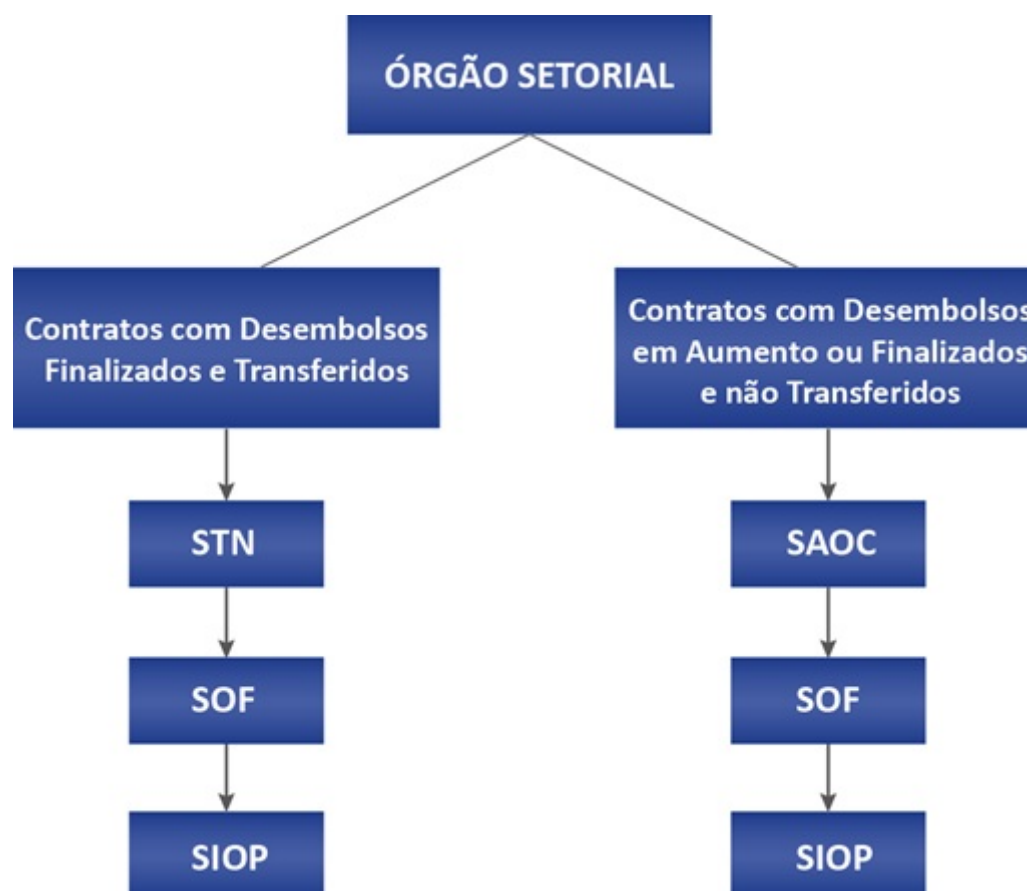 ÓRGÃO SETORIAL
Contratos com Desembolsos
Finalizados e Transferidos
Contratos com Desembolsos
em Aumento ou Finalizados
e não Transferidos
STN
SAOC
SOF
SOF
SIOP
SIOP